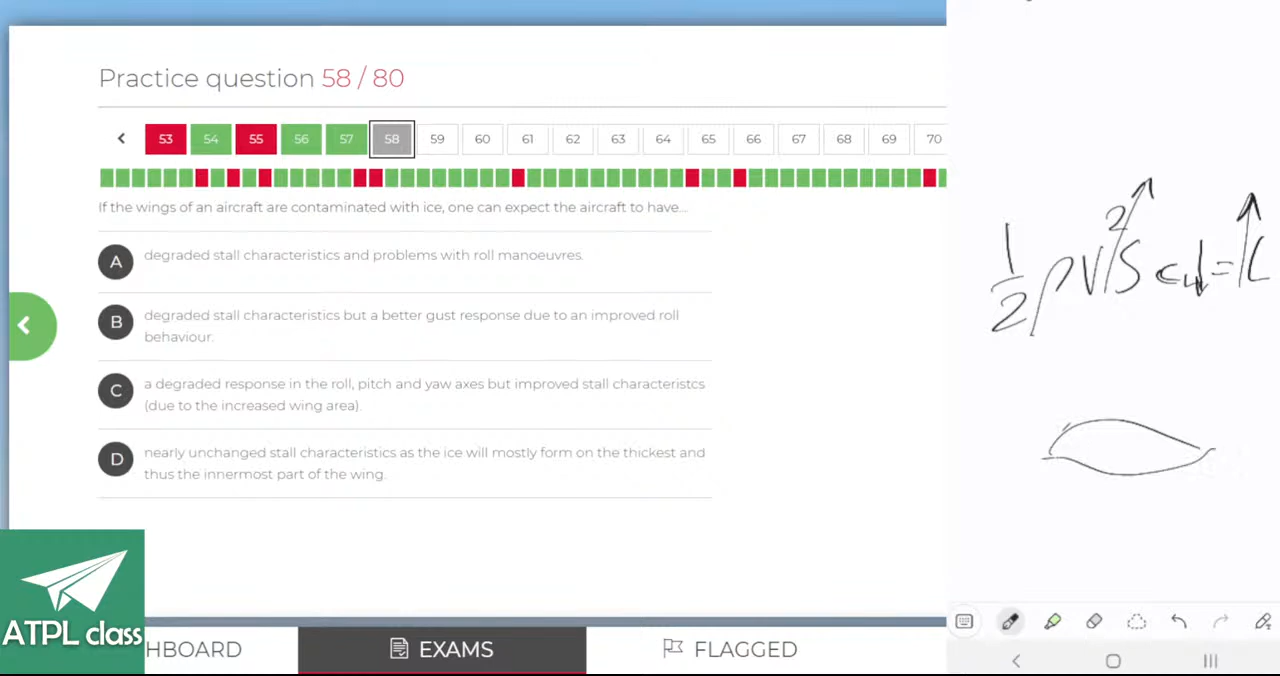 Practice question 58 / 80
53 54 55 56 57 58 59 60 61 62 63 64 65 66 67 68 69 70
If the wings of an aircraft are contaminated with ice, one can expect the aircraft to have...
A degraded stall characteristics and problems with roll manoeuvres.
B degraded stall characteristics but a better gust response due to an improved roll
behaviour.
C a degraded response in the roll, pitch and yaw axes but improved stall characteristcs
(due to the increased wing area).
D nearly unchanged stall characteristics as the ice will mostly form on the thickest and
thus the innermost part of the wing.
1/2 ρV²S CL = L
ATPL class
HBOARD EXAMS FLAGGED